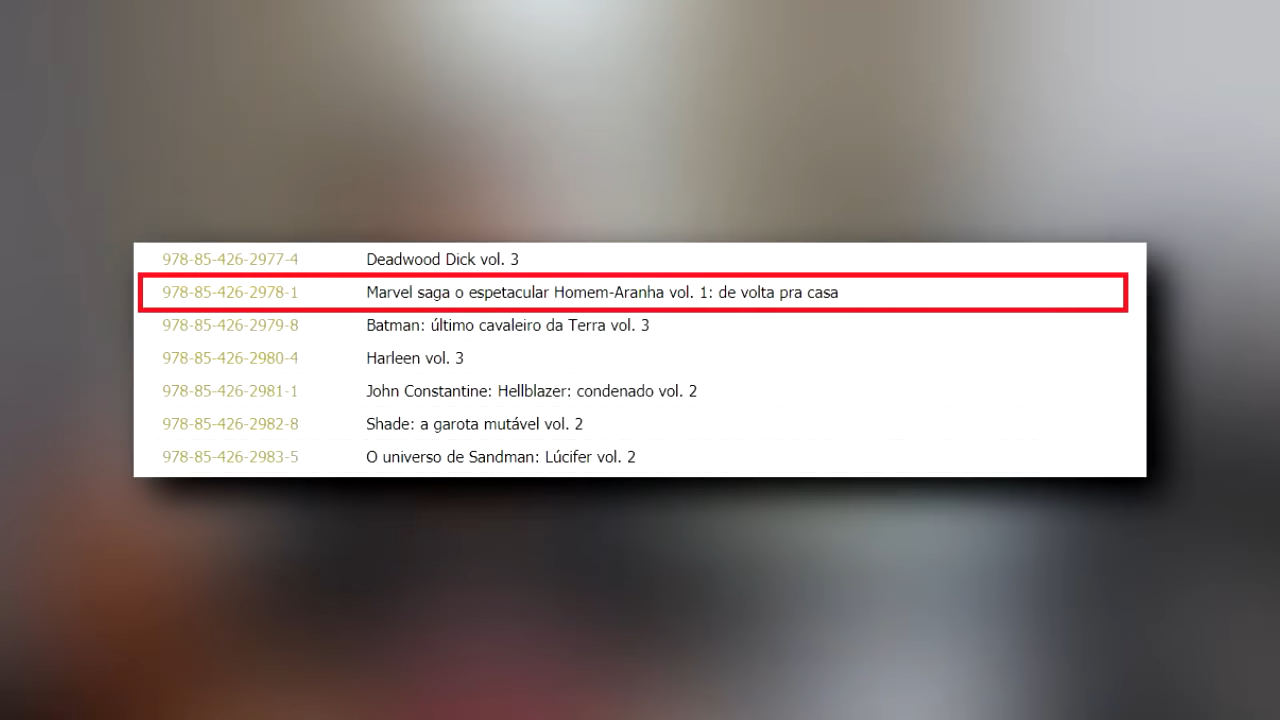 978-85-426-2977-4 Deadwood Dick vol. 3
978-85-426-2978-1 Marvel saga o espetacular Homem-Aranha vol. 1: de volta pra casa
978-85-426-2979-8 Batman: último cavaleiro da Terra vol. 3
978-85-426-2980-4 Harleen vol. 3
978-85-426-2981-1 John Constantine: Hellblazer: condenado vol. 2
978-85-426-2982-8 Shade: a garota mutável vol. 2
978-85-426-2983-5 O universo de Sandman: Lúcifer vol. 2